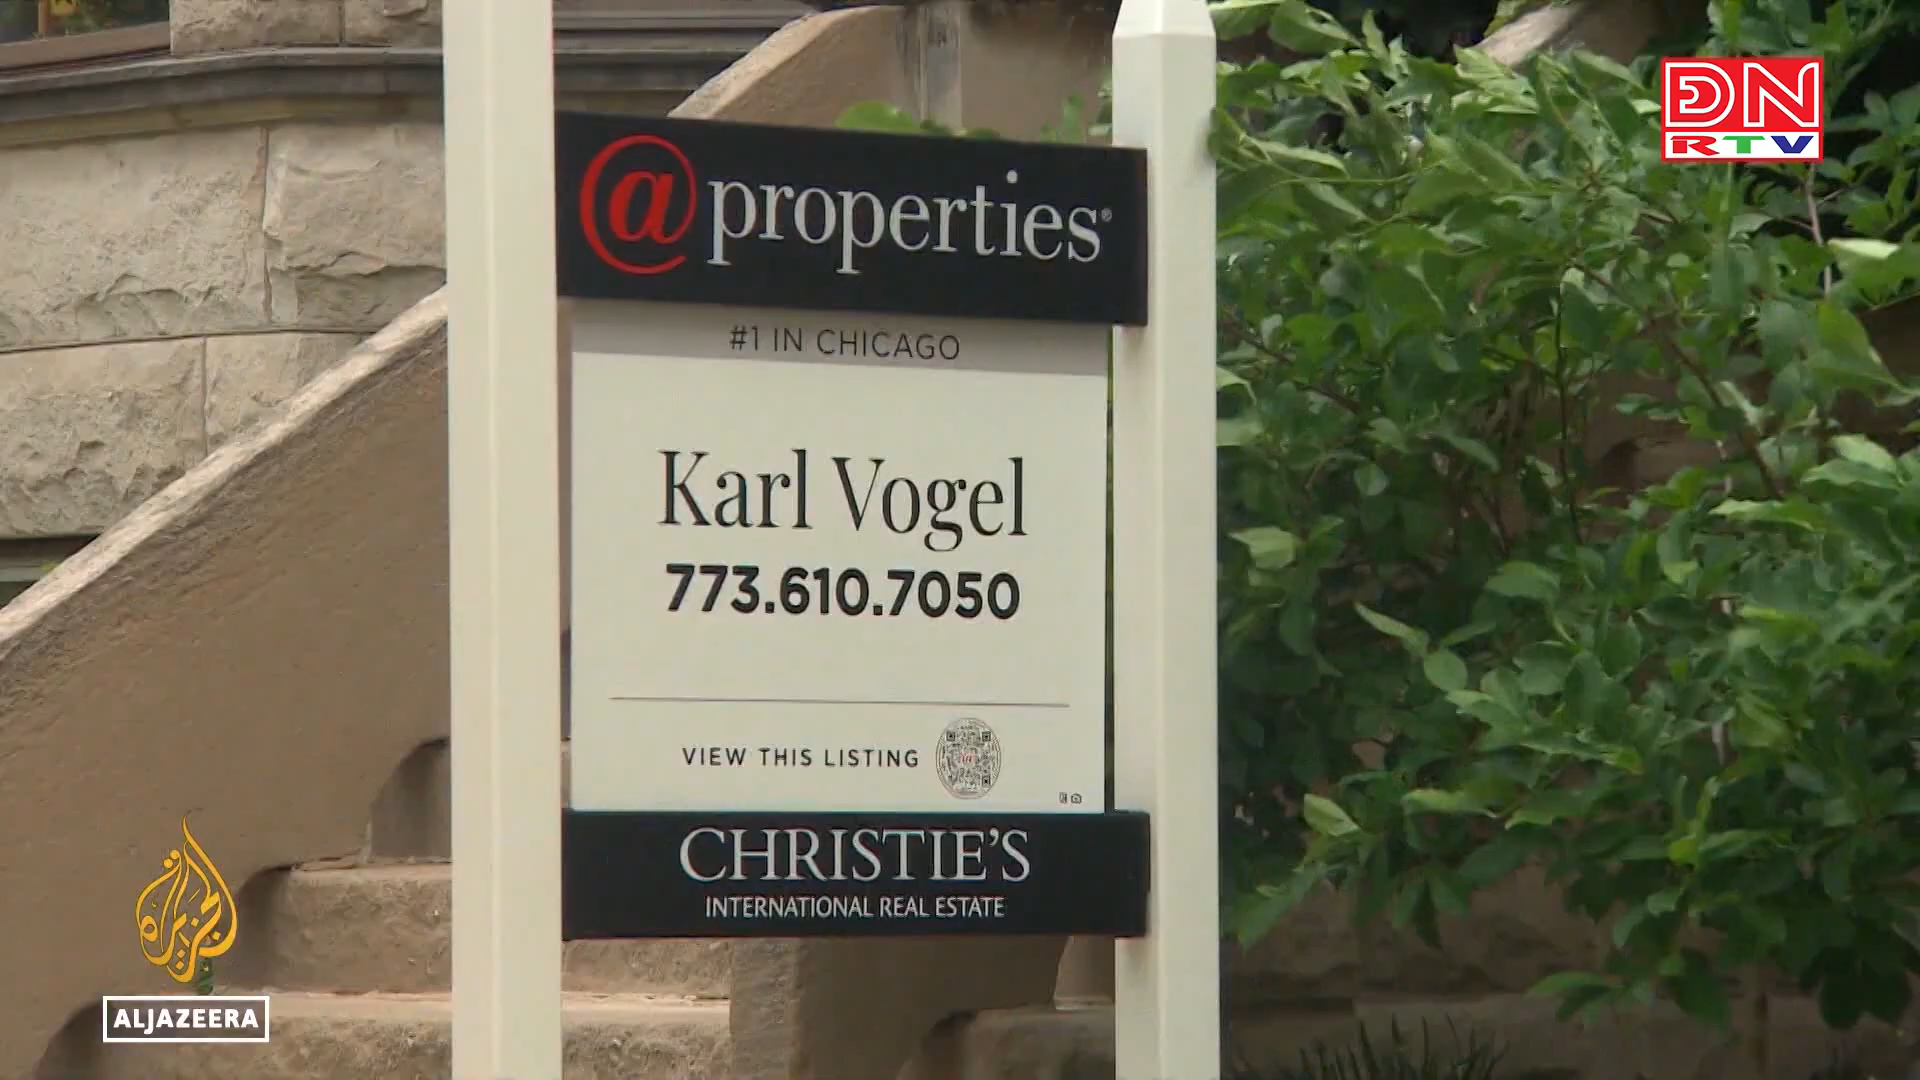 ĐN
RTV
@properties®
#1 IN CHICAGO
Karl Vogel
773.610.7050
VIEW THIS LISTING
CHRISTIE'S
INTERNATIONAL REAL ESTATE
الجزيرة
ALJAZEERA